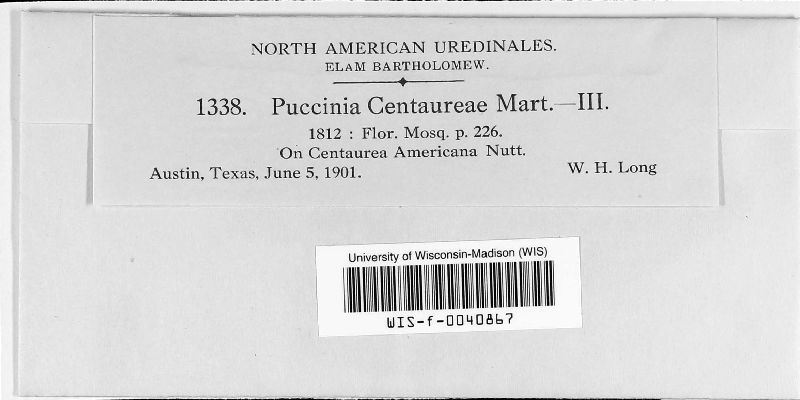 NORTH AMERICAN UREDINALES.
ELAM BARTHOLOMEW.
1338. Puccinia Centaureae Mart.—III.
1812 : Flor. Mosq. p. 226.
On Centaurea Americana Nutt.
Austin, Texas, June 5, 1901. W. H. Long
University of Wisconsin-Madison (WIS)
WIS-f-0040867